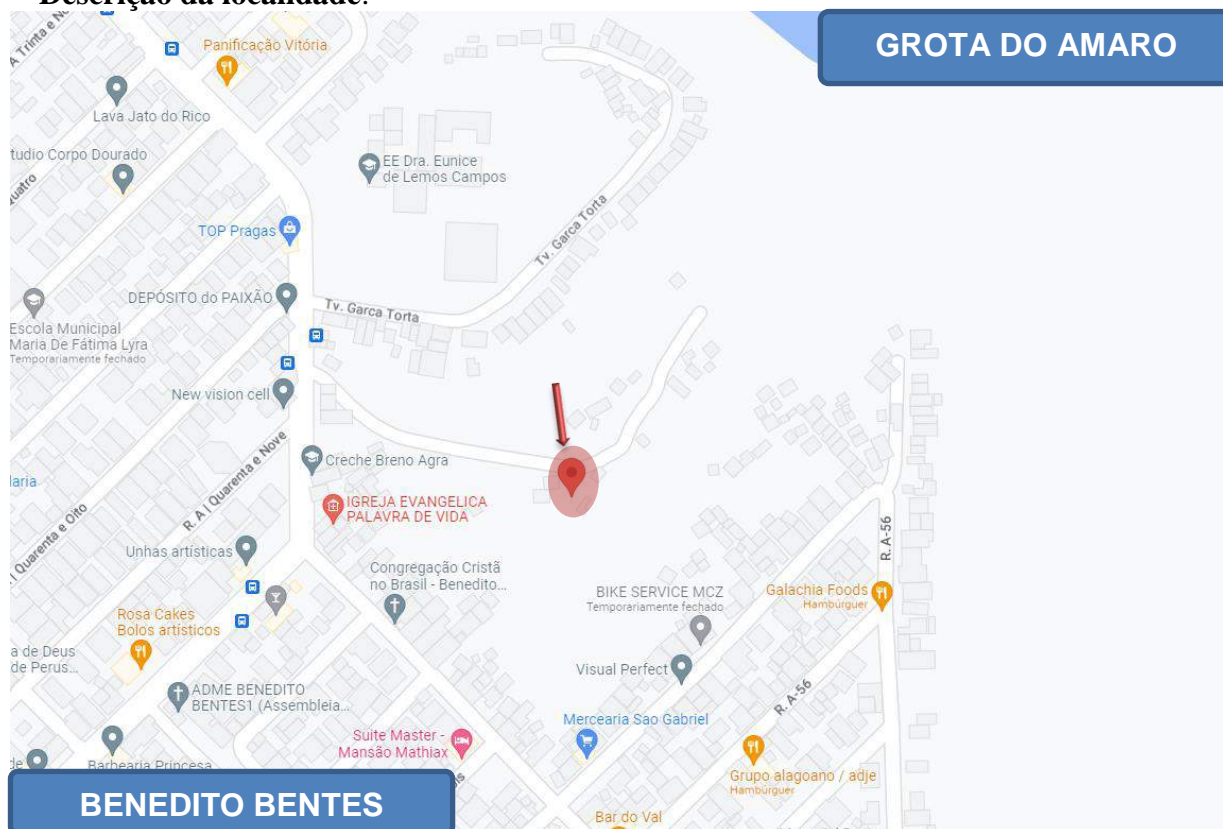 Descrição da localidade:
GROTA DO AMARO
A Trinta e No
Panificação Vitória
Lava Jato do Rico
tudio Corpo Dourado
uatro
EE Dra. Eunice
de Lemos Campos
TOP Pragas
Tv. Garca Torta
DEPÓSITO do PAIXÃO
Tv. Garca Torta
Escola Municipal
Maria De Fátima Lyra
Temporariamente fechado
New vision cell
Creche Breno Agra
aria
R. A I Quarenta e Nove
IGREJA EVANGELICA
PALAVRA DE VIDA
I Quarenta e Oito
R. A-56
Unhas artísticas
Congregação Cristã
no Brasil - Benedito...
BIKE SERVICE MCZ
Temporariamente fechado
Galachia Foods
Hambúrguer
Rosa Cakes
Bolos artísticos
a de Deus
de Perus...
Visual Perfect
R. A-56
ADME BENEDITO
BENTES1 (Assembleia...
Mercearia Sao Gabriel
Suite Master -
Mansão Mathiax
de
Barbearia Princesa
Grupo alagoano / adje
Hambúrguer
BENEDITO BENTES
Bar do Val